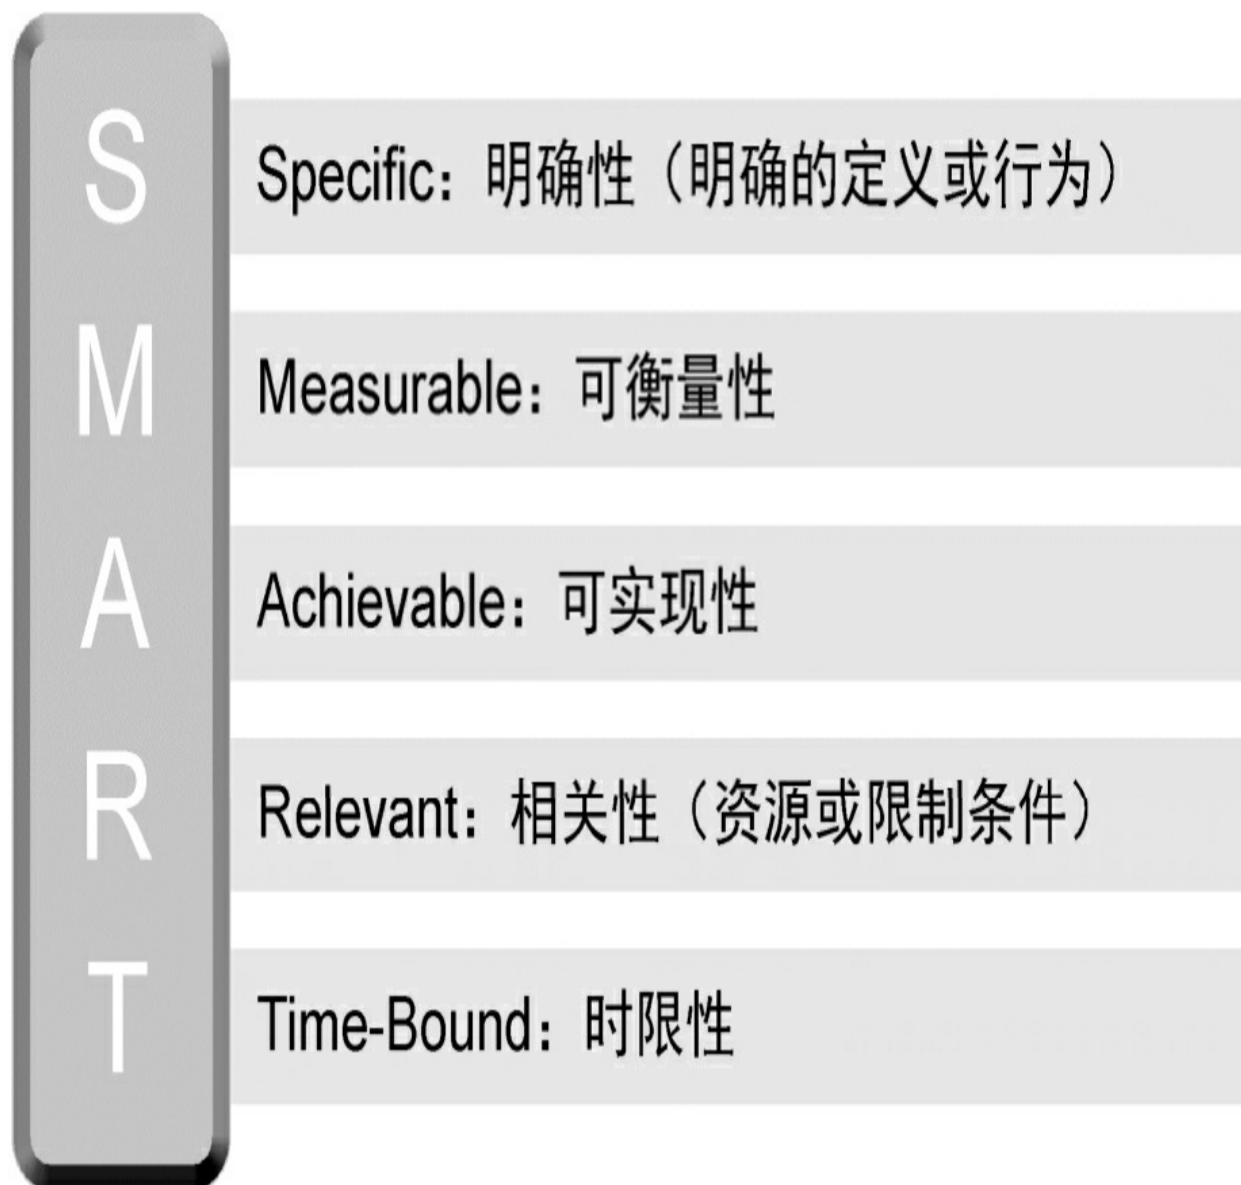 S
Specific：明确性（明确的定义或行为）
M
Measurable：可衡量性
A
Achievable：可实现性
R
Relevant：相关性（资源或限制条件）
T
Time-Bound：时限性